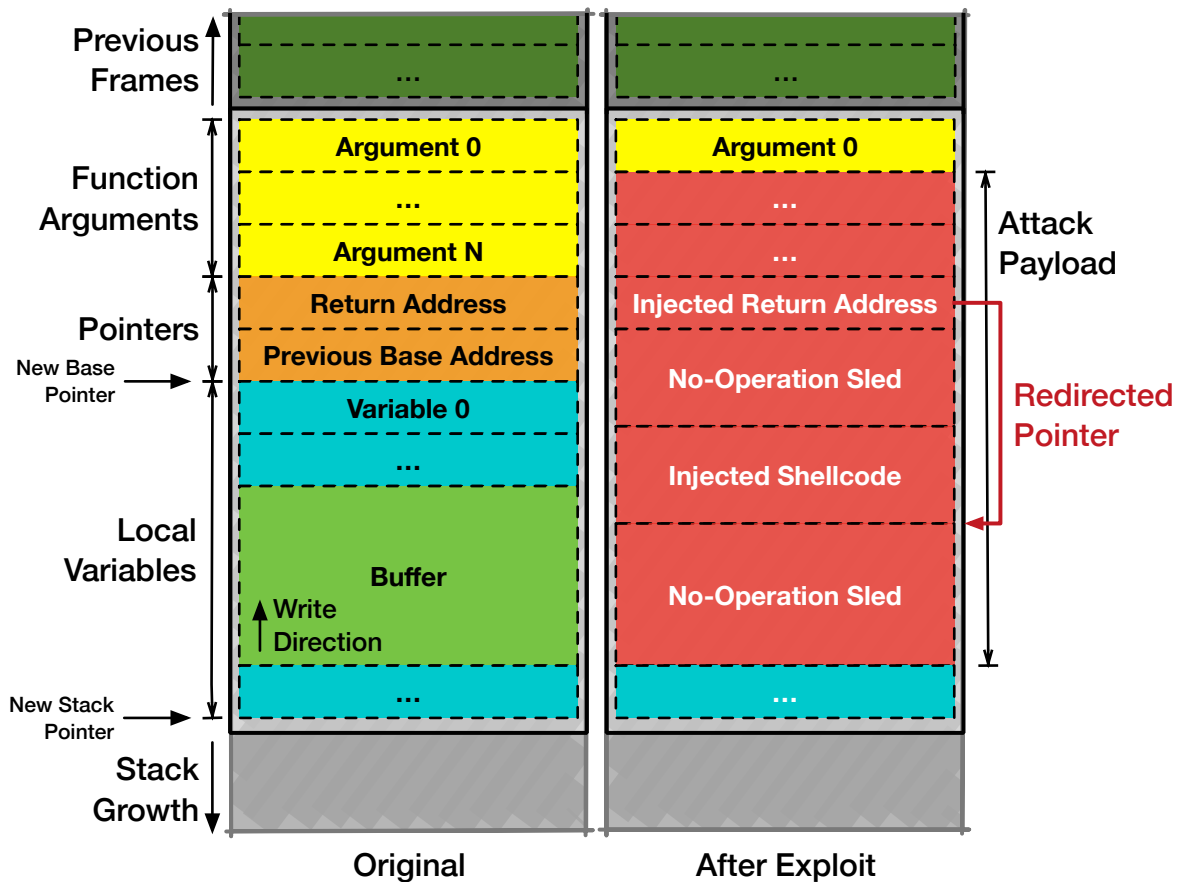 Previous
Frames
...
...
Function
Arguments
Argument 0
...
Argument N
Argument 0
...
...
Attack
Payload
Pointers
Return Address
Previous Base Address
Injected Return Address
No-Operation Sled
New Base
Pointer
Redirected
Pointer
Local
Variables
Variable 0
...
Buffer
Write
Direction
...
Injected Shellcode
No-Operation Sled
...
New Stack
Pointer
Stack
Growth
Original
After Exploit